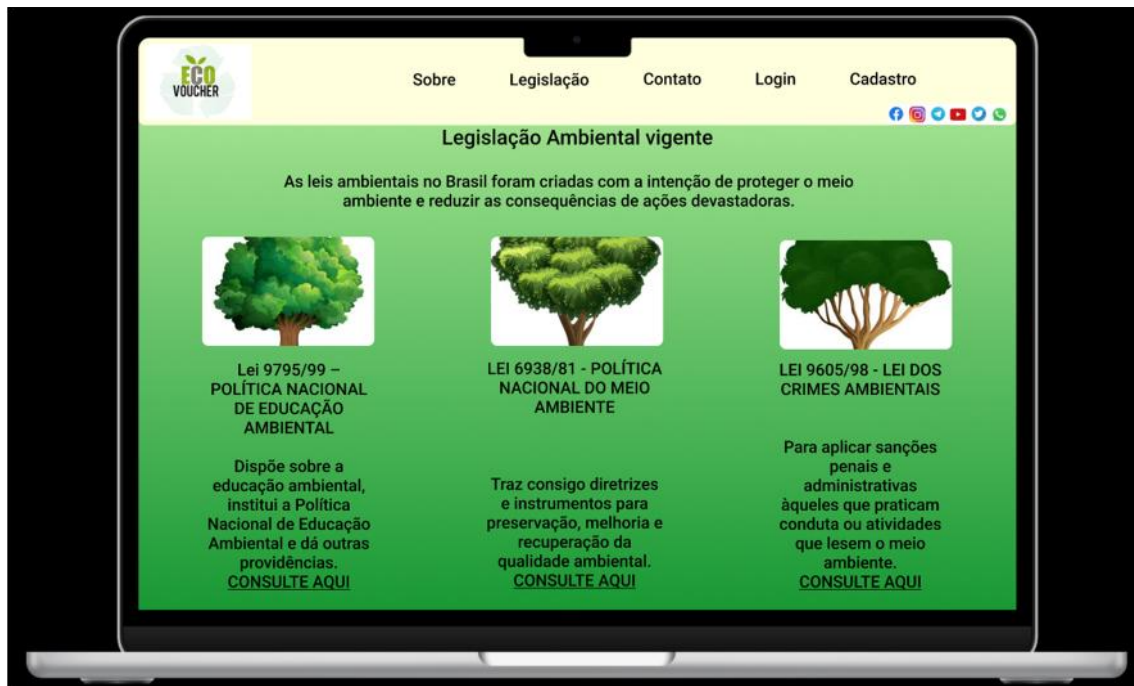 ECO
VOUCHER
Sobre Legislação Contato Login Cadastro
Legislação Ambiental vigente
As leis ambientais no Brasil foram criadas com a intenção de proteger o meio
ambiente e reduzir as consequências de ações devastadoras.
Lei 9795/99 –
POLÍTICA NACIONAL
DE EDUCAÇÃO
AMBIENTAL
Dispõe sobre a
educação ambiental,
institui a Política
Nacional de Educação
Ambiental e dá outras
providências.
CONSULTE AQUI
LEI 6938/81 - POLÍTICA
NACIONAL DO MEIO
AMBIENTE
Traz consigo diretrizes
e instrumentos para
preservação, melhoria e
recuperação da
qualidade ambiental.
CONSULTE AQUI
LEI 9605/98 - LEI DOS
CRIMES AMBIENTAIS
Para aplicar sanções
penais e
administrativas
àqueles que praticam
conduta ou atividades
que lesem o meio
ambiente.
CONSULTE AQUI